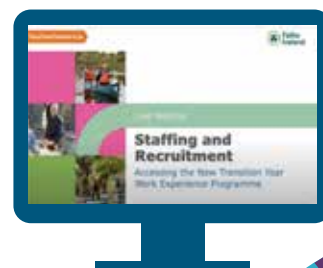 Fáilte
Ireland
Staffing and
Recruitment
Accessing the New Transition Year
Work Experience Programme